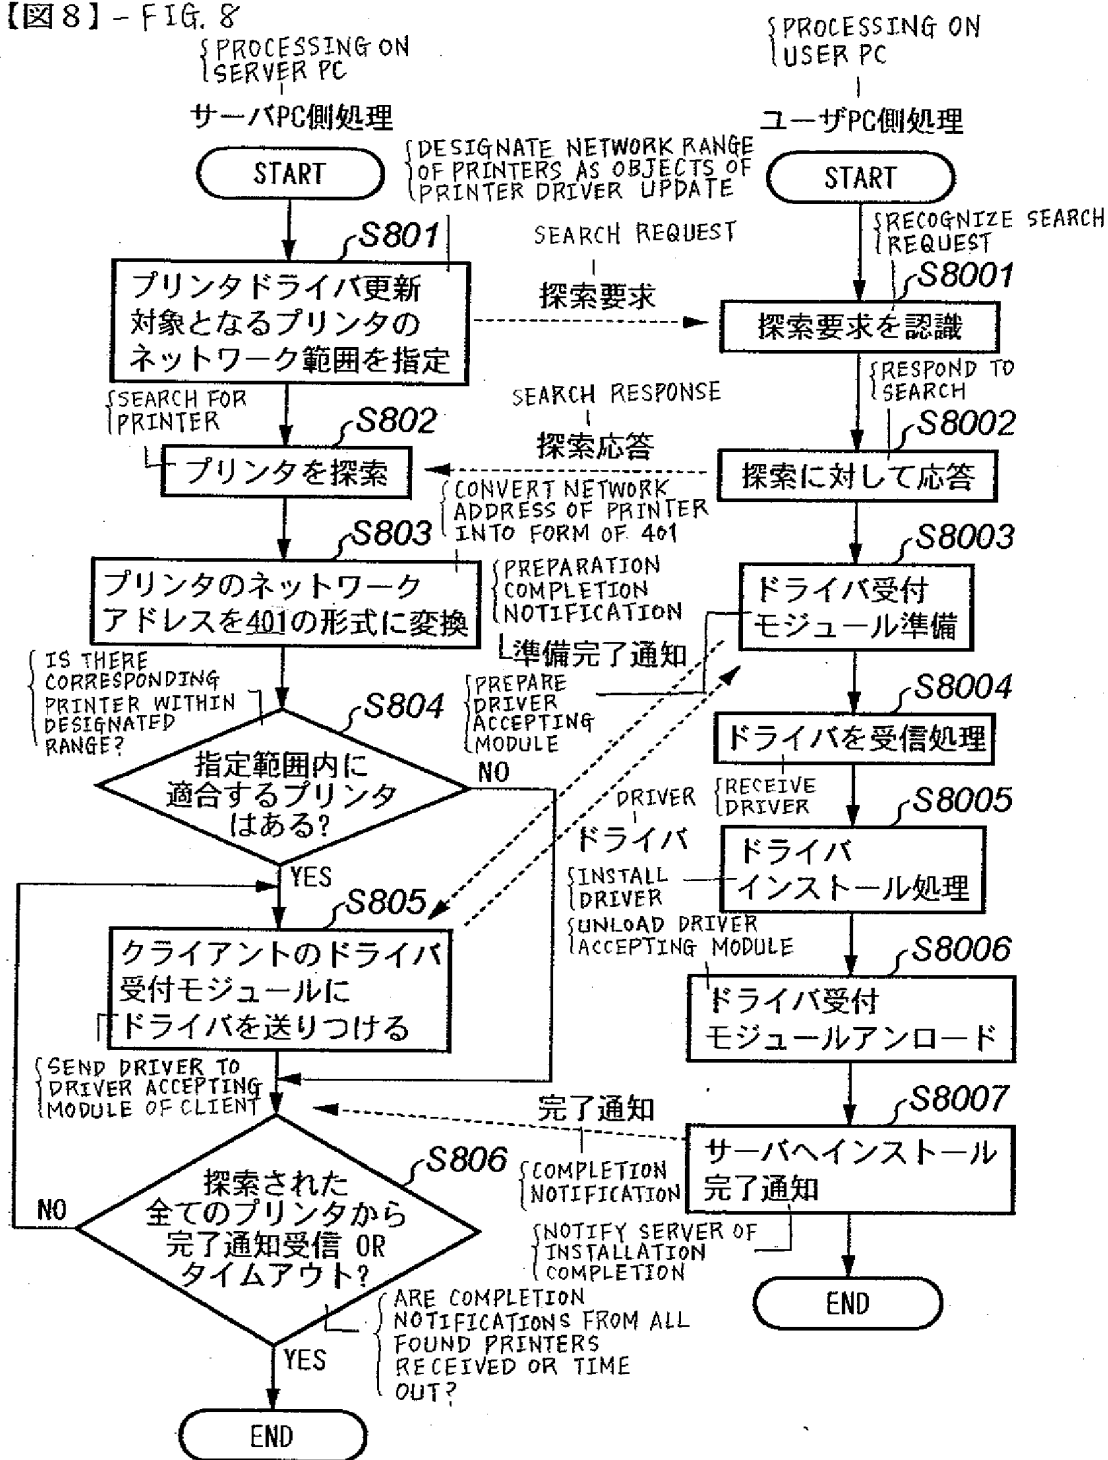 【図8】- FIG. 8
PROCESSING ON
SERVER PC
サーバPC側処理
START
DESIGNATE NETWORK RANGE
OF PRINTERS AS OBJECTS OF
PRINTER DRIVER UPDATE
S801
プリンタドライバ更新
対象となるプリンタの
ネットワーク範囲を指定
SEARCH FOR
PRINTER
S802
プリンタを探索
CONVERT NETWORK
ADDRESS OF PRINTER
INTO FORM OF 401
S803
プリンタのネットワーク
アドレスを401の形式に変換
IS THERE
CORRESPONDING
PRINTER WITHIN
DESIGNATED
RANGE?
S804
指定範囲内に
適合するプリンタ
はある?
NO
YES
S805
クライアントのドライバ
受付モジュールに
ドライバを送りつける
SEND DRIVER TO
DRIVER ACCEPTING
MODULE OF CLIENT
S806
探索された
全てのプリンタから
完了通知受信 OR
タイムアウト?
NO
ARE COMPLETION
NOTIFICATIONS FROM ALL
FOUND PRINTERS
RECEIVED OR TIME
OUT?
YES
END
SEARCH REQUEST
探索要求
SEARCH RESPONSE
探索応答
PREPARATION
COMPLETION
NOTIFICATION
準備完了通知
DRIVER
ドライバ
完了通知
COMPLETION
NOTIFICATION
PROCESSING ON
USER PC
ユーザPC側処理
START
RECOGNIZE SEARCH
REQUEST
S8001
探索要求を認識
RESPOND TO
SEARCH
S8002
探索に対して応答
S8003
ドライバ受付
モジュール準備
PREPARE
DRIVER
ACCEPTING
MODULE
S8004
ドライバを受信処理
RECEIVE
DRIVER
S8005
ドライバ
インストール処理
INSTALL
DRIVER
UNLOAD DRIVER
ACCEPTING MODULE
S8006
ドライバ受付
モジュールアンロード
S8007
サーバへインストール
完了通知
NOTIFY SERVER OF
INSTALLATION
COMPLETION
END